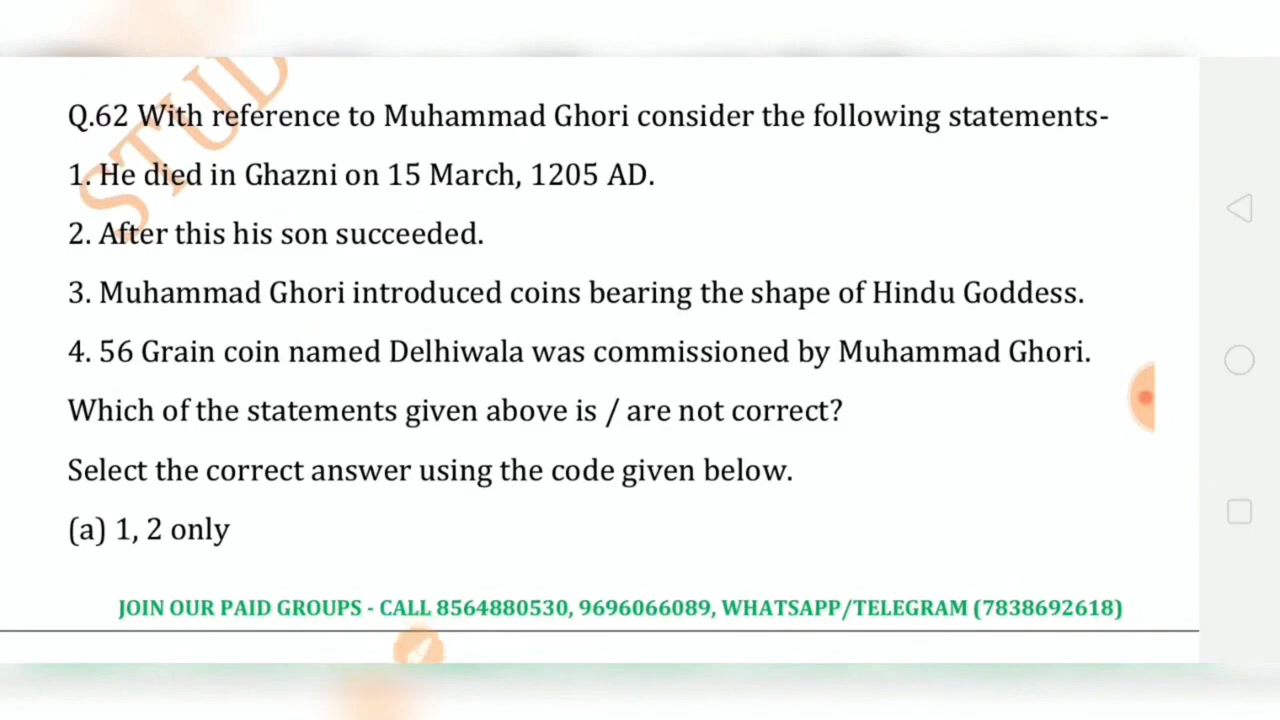 STUD
Q.62 With reference to Muhammad Ghori consider the following statements-
1. He died in Ghazni on 15 March, 1205 AD.
2. After this his son succeeded.
3. Muhammad Ghori introduced coins bearing the shape of Hindu Goddess.
4. 56 Grain coin named Delhiwala was commissioned by Muhammad Ghori.
Which of the statements given above is / are not correct?
Select the correct answer using the code given below.
(a) 1, 2 only
JOIN OUR PAID GROUPS - CALL 8564880530, 9696066089, WHATSAPP/TELEGRAM (7838692618)